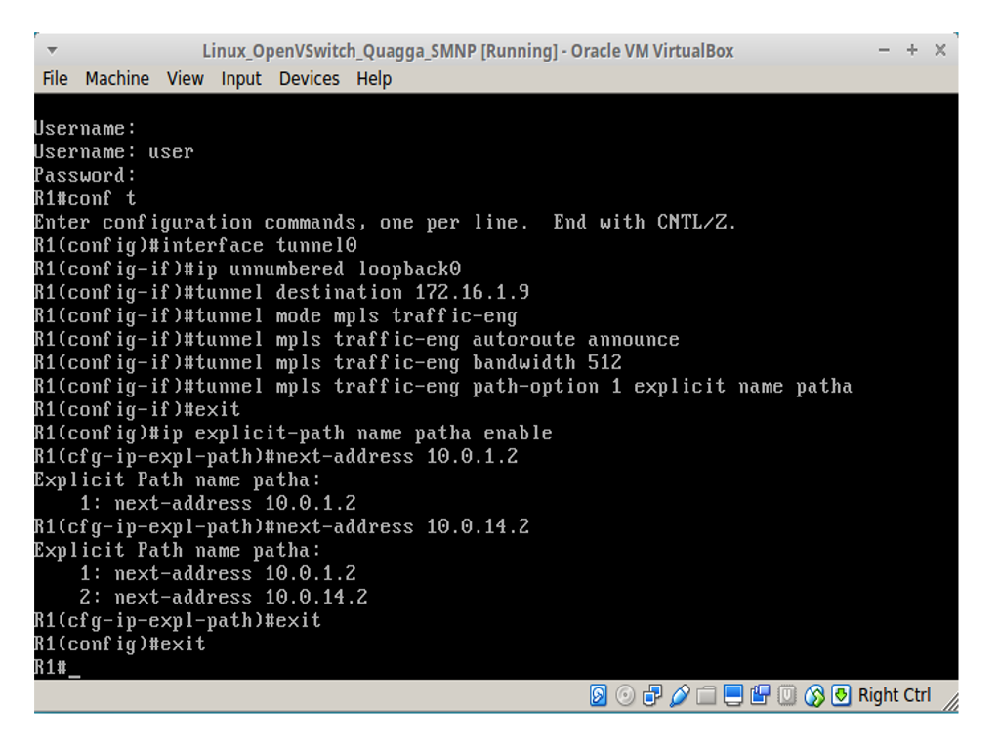 Linux_OpenVSwitch_Quagga_SMNP [Running] - Oracle VM VirtualBox
File Machine View Input Devices Help
Username:
Username: user
Password:
R1#conf t
Enter configuration commands, one per line.  End with CNTL/Z.
R1(config)#interface tunnel0
R1(config-if)#ip unnumbered loopback0
R1(config-if)#tunnel destination 172.16.1.9
R1(config-if)#tunnel mode mpls traffic-eng
R1(config-if)#tunnel mpls traffic-eng autoroute announce
R1(config-if)#tunnel mpls traffic-eng bandwidth 512
R1(config-if)#tunnel mpls traffic-eng path-option 1 explicit name patha
R1(config-if)#exit
R1(config)#ip explicit-path name patha enable
R1(cfg-ip-expl-path)#next-address 10.0.1.2
Explicit Path name patha:
    1: next-address 10.0.1.2
R1(cfg-ip-expl-path)#next-address 10.0.14.2
Explicit Path name patha:
    1: next-address 10.0.1.2
    2: next-address 10.0.14.2
R1(cfg-ip-expl-path)#exit
R1(config)#exit
R1#_
Right Ctrl